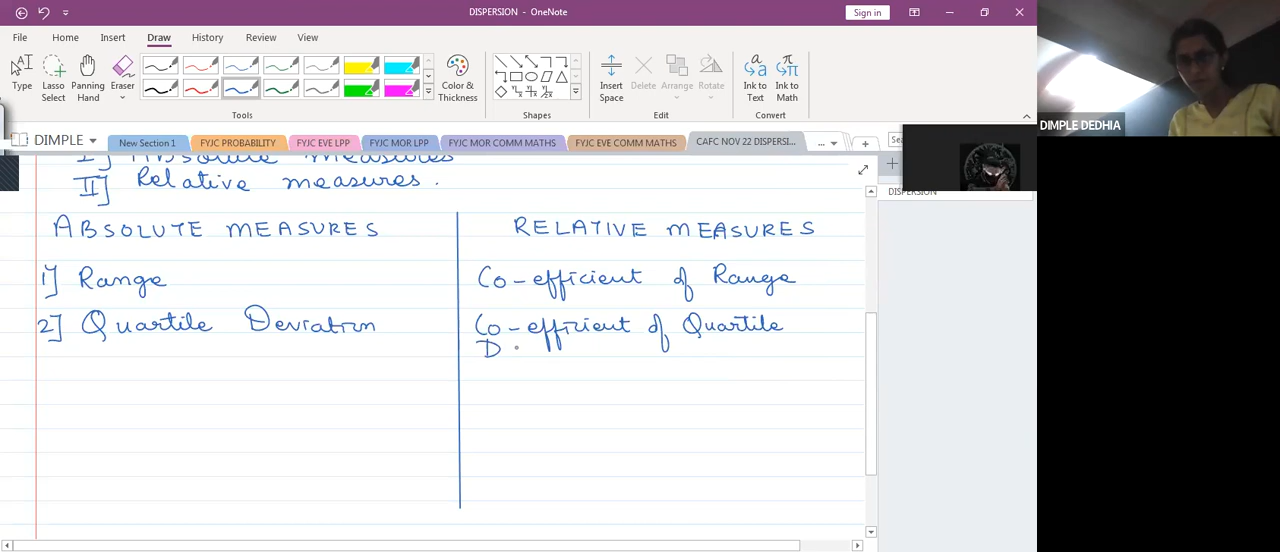 DISPERSION - OneNote
Sign in
File Home Insert Draw History Review View
Type
Lasso Select
Panning Hand
Eraser
Color & Thickness
Insert Space
Delete
Arrange
Rotate
Ink to Text
Ink to Math
Tools
Shapes
Edit
Convert
DIMPLE
New Section 1
FYJC PROBABILITY
FYJC EVE LPP
FYJC MOR LPP
FYJC MOR COMM MATHS
FYJC EVE COMM MATHS
CAFC NOV 22 DISPERSI...
DIMPLE DEDHIA
DISPERSION
I] Absolute measures
II] Relative measures.
ABSOLUTE MEASURES
RELATIVE MEASURES
1] Range
Co-efficient of Range
2] Quartile Deviation
Co-efficient of Quartile
D.